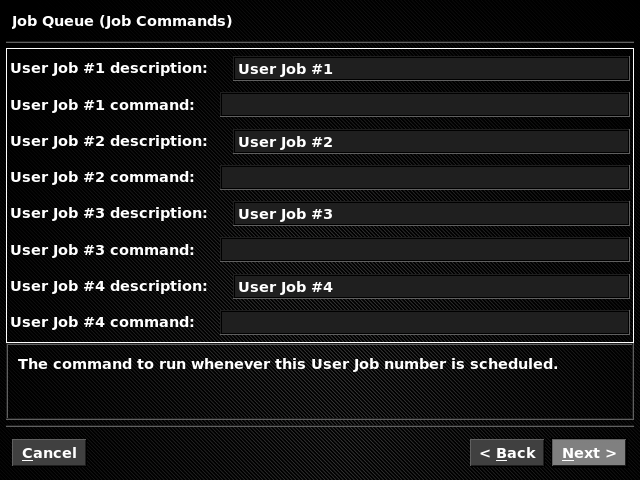 Job Queue (Job Commands)
User Job #1 description: User Job #1
User Job #1 command:
User Job #2 description: User Job #2
User Job #2 command:
User Job #3 description: User Job #3
User Job #3 command:
User Job #4 description: User Job #4
User Job #4 command:
The command to run whenever this User Job number is scheduled.
Cancel < Back Next >